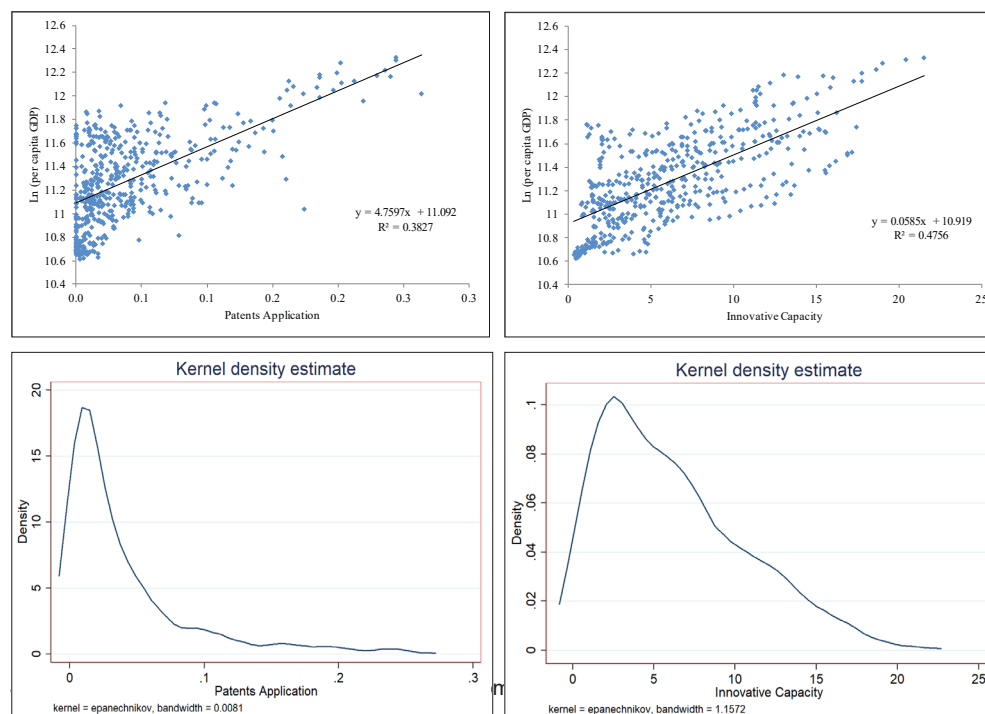 12.6
12.4
12.2
12
11.8
11.6
11.4
11.2
11
10.8
10.6
10.4
Ln (per capita GDP)
y = 4.7597x + 11.092
R² = 0.3827
0.0 0.1 0.1 0.2 0.2 0.3 0.3
Patents Application
12.6
12.4
12.2
12
11.8
11.6
11.4
11.2
11
10.8
10.6
10.4
Ln (per capita GDP)
y = 0.0585x + 10.919
R² = 0.4756
0 5 10 15 20 25
Innovative Capacity
Kernel density estimate
20
15
10
5
0
Density
0 .1 .2 .3
Patents Application
kernel = epanechnikov, bandwidth = 0.0081
Kernel density estimate
.1
.08
.06
.04
.02
0
Density
0 5 10 15 20 25
Innovative Capacity
kernel = epanechnikov, bandwidth = 1.1572